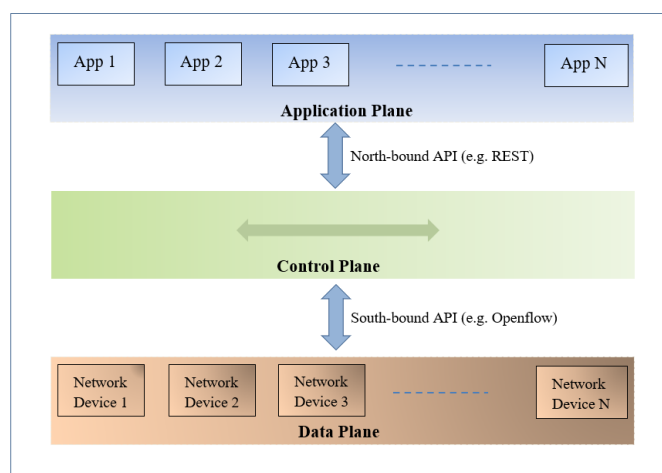 App 1
App 2
App 3
App N
Application Plane
North-bound API (e.g. REST)
Control Plane
South-bound API (e.g. Openflow)
Network
Device 1
Network
Device 2
Network
Device 3
Network
Device N
Data Plane